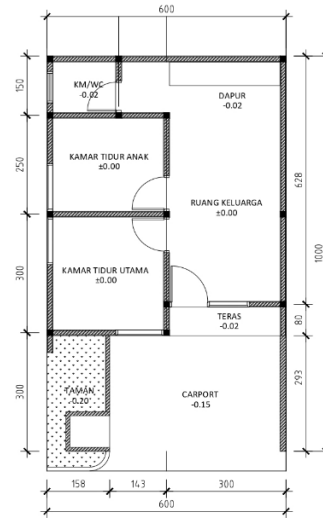 600
KM/WC
-0.02
DAPUR
-0.02
150
KAMAR TIDUR ANAK
±0.00
250
RUANG KELUARGA
±0.00
628
1000
KAMAR TIDUR UTAMA
±0.00
300
TERAS
-0.02
80
TAMAN
-0.20
CARPORT
-0.15
300
293
158
143
300
600